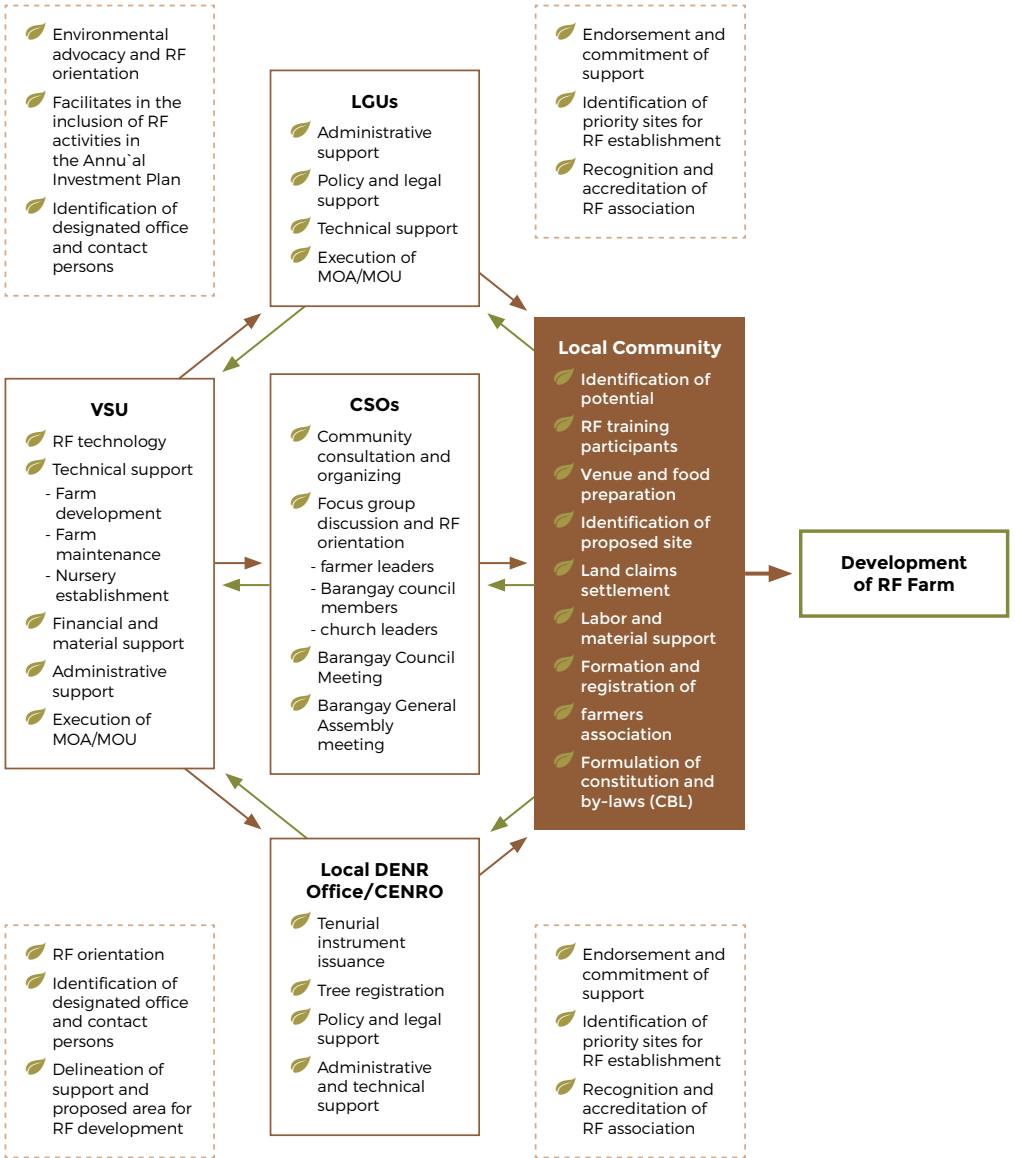 Environmental
advocacy and RF
orientation
Facilitates in the
inclusion of RF
activities in
the Annu`al
Investment Plan
Identification of
designated office
and contact
persons
LGUs
Administrative
support
Policy and legal
support
Technical support
Execution of
MOA/MOU
Endorsement and
commitment of
support
Identification of
priority sites for
RF establishment
Recognition and
accreditation of
RF association
VSU
RF technology
Technical support
- Farm
development
- Farm
maintenance
- Nursery
establishment
Financial and
material support
Administrative
support
Execution of
MOA/MOU
CSOs
Community
consultation and
organizing
Focus group
discussion and RF
orientation
- farmer leaders
- Barangay council
members
- church leaders
Barangay Council
Meeting
Barangay General
Assembly
meeting
Local Community
Identification of
potential
RF training
participants
Venue and food
preparation
Identification of
proposed site
Land claims
settlement
Labor and
material support
Formation and
registration of
farmers
association
Formulation of
constitution and
by-laws (CBL)
Development
of RF Farm
Local DENR
Office/CENRO
Tenurial
instrument
issuance
Tree registration
Policy and legal
support
Administrative
and technical
support
RF orientation
Identification of
designated office
and contact
persons
Delineation of
support and
proposed area for
RF development
Endorsement and
commitment of
support
Identification of
priority sites for
RF establishment
Recognition and
accreditation of
RF association